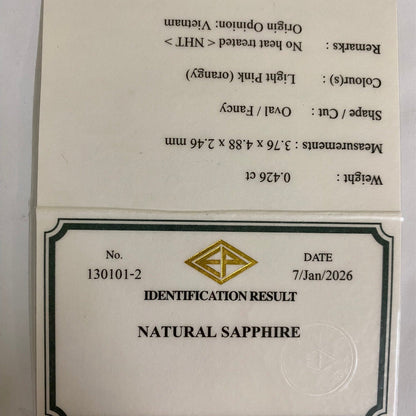 No.
130101-2
EP
DATE
7/Jan/2026
IDENTIFICATION RESULT
NATURAL SAPPHIRE
Weight : 0.426 ct
Measurements : 3.76 x 4.88 x 2.46 mm
Shape / Cut : Oval / Fancy
Colour(s) : Light Pink (orangy)
Remarks : No heat treated < NHT >
Origin Opinion: Vietnam